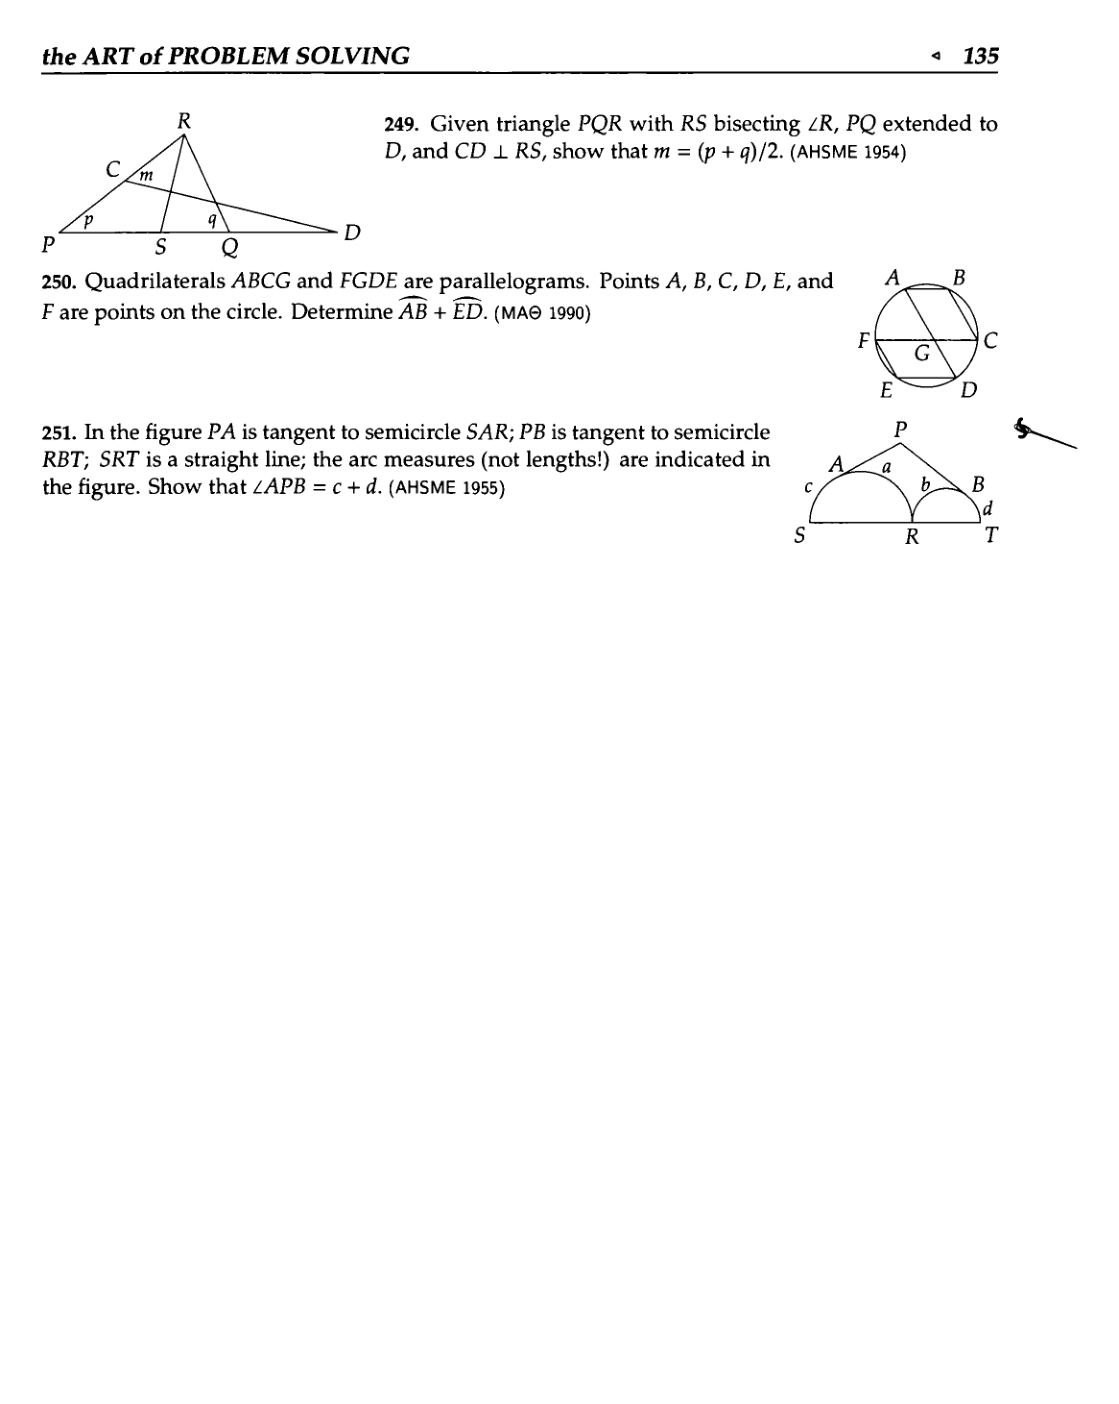 the ART of PROBLEM SOLVING ◃ 135
R
C
m
p
q
P
S
Q
D
249. Given triangle PQR with RS bisecting ∠R, PQ extended to
D, and CD ⊥ RS, show that m = (p + q)/2. (AHSME 1954)
250. Quadrilaterals ABCG and FGDE are parallelograms. Points A, B, C, D, E, and
F are points on the circle. Determine A͡B + E͡D. (MAΘ 1990)
A
B
F
G
C
E
D
251. In the figure PA is tangent to semicircle SAR; PB is tangent to semicircle
RBT; SRT is a straight line; the arc measures (not lengths!) are indicated in
the figure. Show that ∠APB = c + d. (AHSME 1955)
P
A
a
c
b
B
d
S
R
T